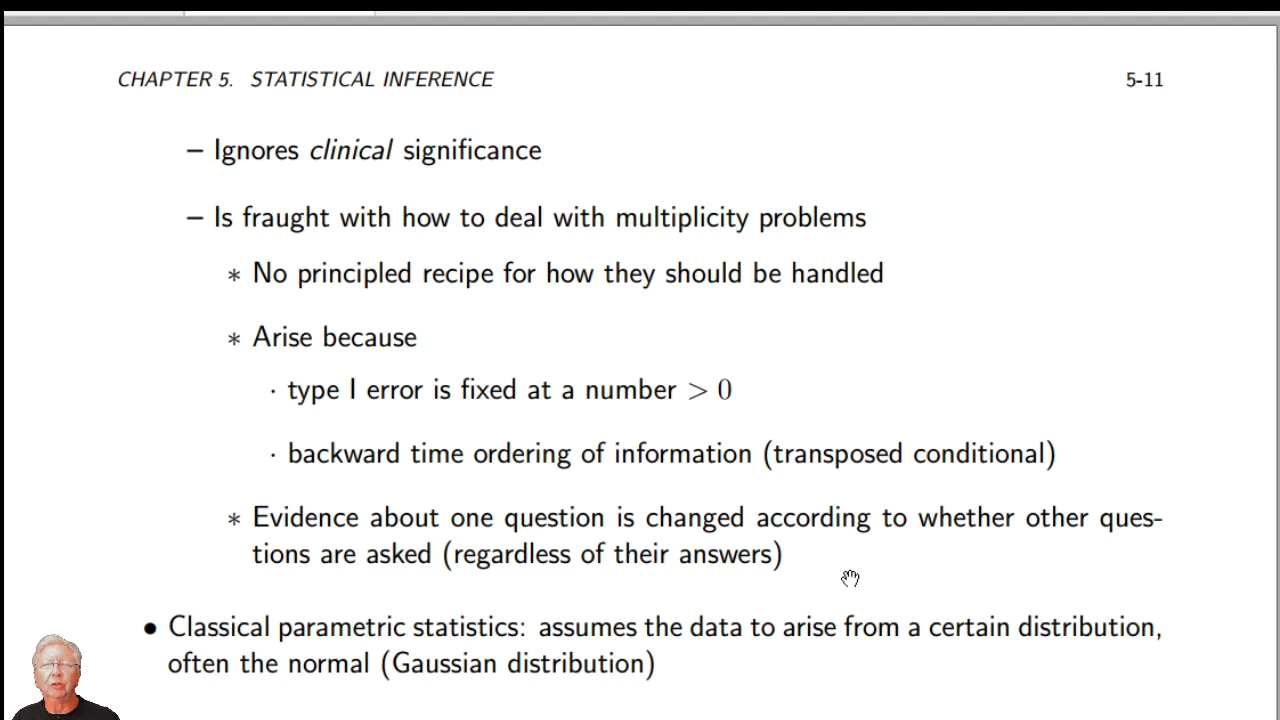 CHAPTER 5. STATISTICAL INFERENCE 5-11
– Ignores clinical significance
– Is fraught with how to deal with multiplicity problems
* No principled recipe for how they should be handled
* Arise because
· type I error is fixed at a number > 0
· backward time ordering of information (transposed conditional)
* Evidence about one question is changed according to whether other ques-
tions are asked (regardless of their answers)
• Classical parametric statistics: assumes the data to arise from a certain distribution,
often the normal (Gaussian distribution)